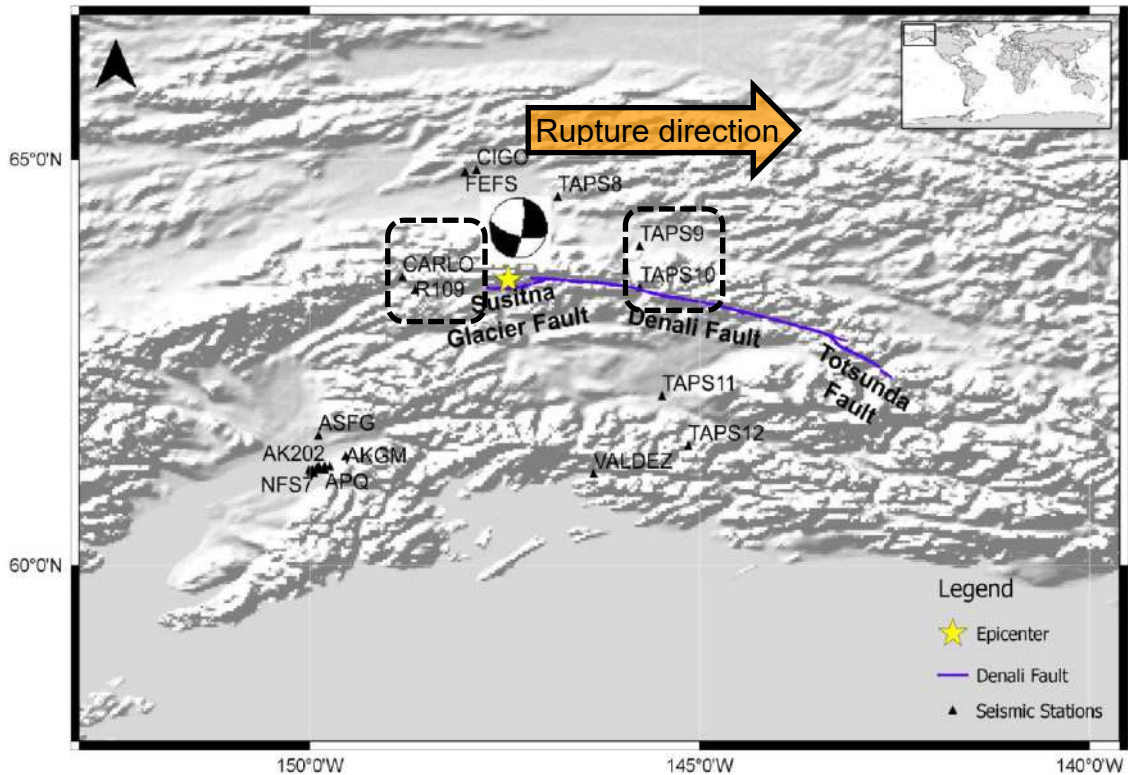 Rupture direction
65°0'N
CIGO
FEFS
TAPS8
TAPS9
CARLO
TAPS10
R109
Susitna
Glacier Fault
Denali Fault
Totsunda
Fault
TAPS11
ASFG
TAPS12
AK202
AKGM
VALDEZ
NFS7
APQ
60°0'N
Legend
Epicenter
Denali Fault
Seismic Stations
150°0'W
145°0'W
140°0'W